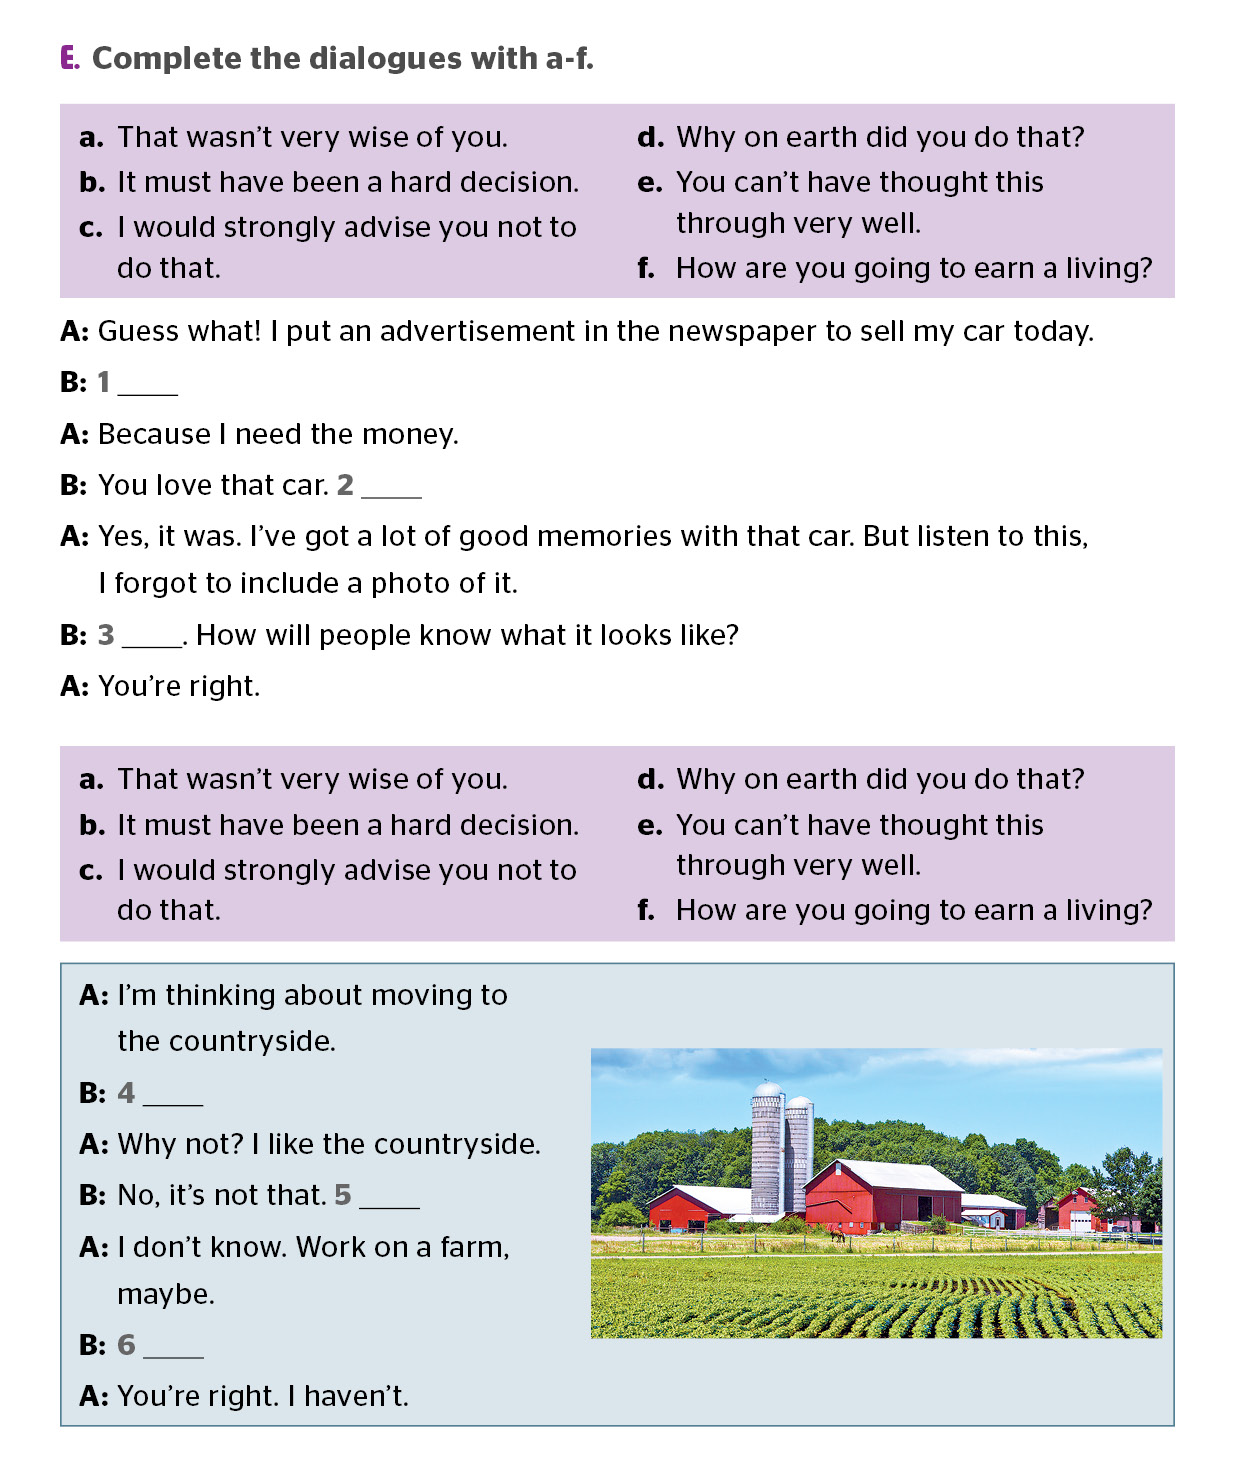 E. Complete the dialogues with a-f.
a. That wasn’t very wise of you.
b. It must have been a hard decision.
c. I would strongly advise you not to
do that.
d. Why on earth did you do that?
e. You can’t have thought this
through very well.
f. How are you going to earn a living?
A: Guess what! I put an advertisement in the newspaper to sell my car today.
B: 1 ____
A: Because I need the money.
B: You love that car. 2 ____
A: Yes, it was. I’ve got a lot of good memories with that car. But listen to this,
I forgot to include a photo of it.
B: 3 ____. How will people know what it looks like?
A: You’re right.
a. That wasn’t very wise of you.
b. It must have been a hard decision.
c. I would strongly advise you not to
do that.
d. Why on earth did you do that?
e. You can’t have thought this
through very well.
f. How are you going to earn a living?
A: I’m thinking about moving to
the countryside.
B: 4 ____
A: Why not? I like the countryside.
B: No, it’s not that. 5 ____
A: I don’t know. Work on a farm,
maybe.
B: 6 ____
A: You’re right. I haven’t.